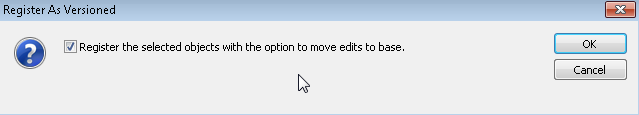 Register As Versioned
Register the selected objects with the option to move edits to base.
OK
Cancel